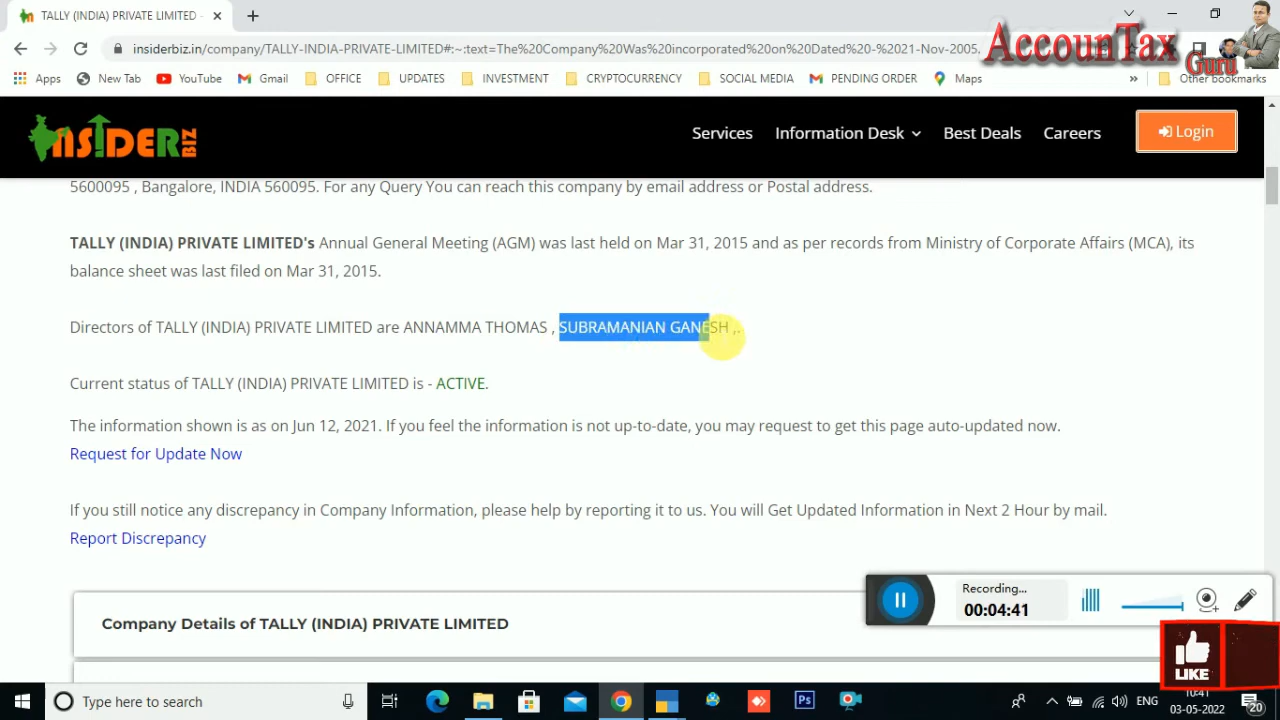 TALLY (INDIA) PRIVATE LIMITED -
insiderbiz.in/company/TALLY-INDIA-PRIVATE-LIMITED#:~:text=The%20Company%20Was%20incorporated%20on%20Dated%20-%2021-Nov-2005.
AccounTax
Guru
Apps New Tab YouTube Gmail OFFICE UPDATES INVESTMENT CRYPTOCURRENCY SOCIAL MEDIA PENDING ORDER Maps » Other bookmarks
INSIDERBIZ
Services Information Desk Best Deals Careers Login
5600095 , Bangalore, INDIA 560095. For any Query You can reach this company by email address or Postal address.
TALLY (INDIA) PRIVATE LIMITED's Annual General Meeting (AGM) was last held on Mar 31, 2015 and as per records from Ministry of Corporate Affairs (MCA), its
balance sheet was last filed on Mar 31, 2015.
Directors of TALLY (INDIA) PRIVATE LIMITED are ANNAMMA THOMAS , SUBRAMANIAN GANESH ,.
Current status of TALLY (INDIA) PRIVATE LIMITED is - ACTIVE.
The information shown is as on Jun 12, 2021. If you feel the information is not up-to-date, you may request to get this page auto-updated now.
Request for Update Now
If you still notice any discrepancy in Company Information, please help by reporting it to us. You will Get Updated Information in Next 2 Hour by mail.
Report Discrepancy
Recording...
00:04:41
Company Details of TALLY (INDIA) PRIVATE LIMITED
LIKE
Type here to search
Ps
ENG
10:41
03-05-2022
20